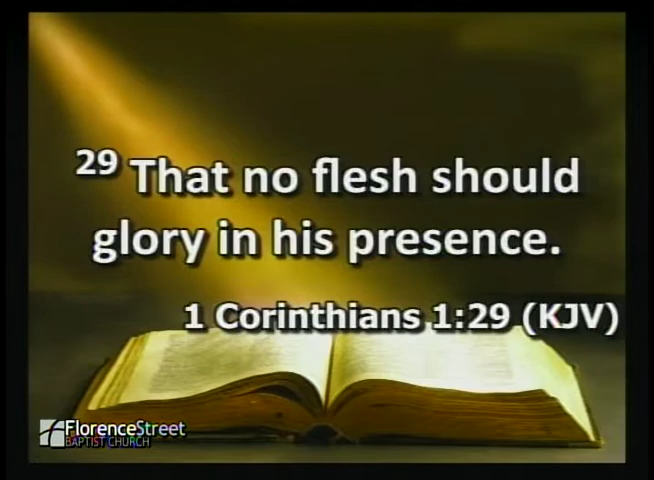 29 That no flesh should
glory in his presence.
1 Corinthians 1:29 (KJV)
FlorenceStreet
BAPTIST CHURCH